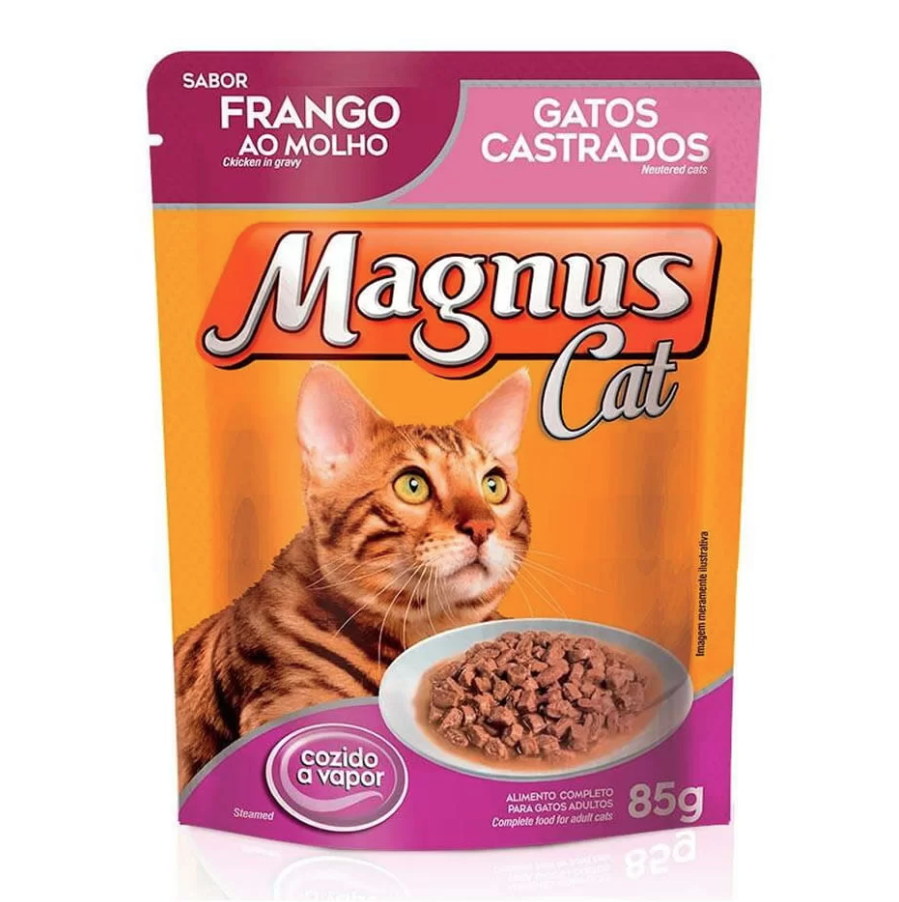 SABOR
FRANGO
AO MOLHO
Ckicken in gravy
GATOS
CASTRADOS
Neutered cats
Magnus
Cat
Imagem meramente ilustrativa
cozido
a vapor
Steamed
ALIMENTO COMPLETO
PARA GATOS ADULTOS
Complete food for adult cats
85g